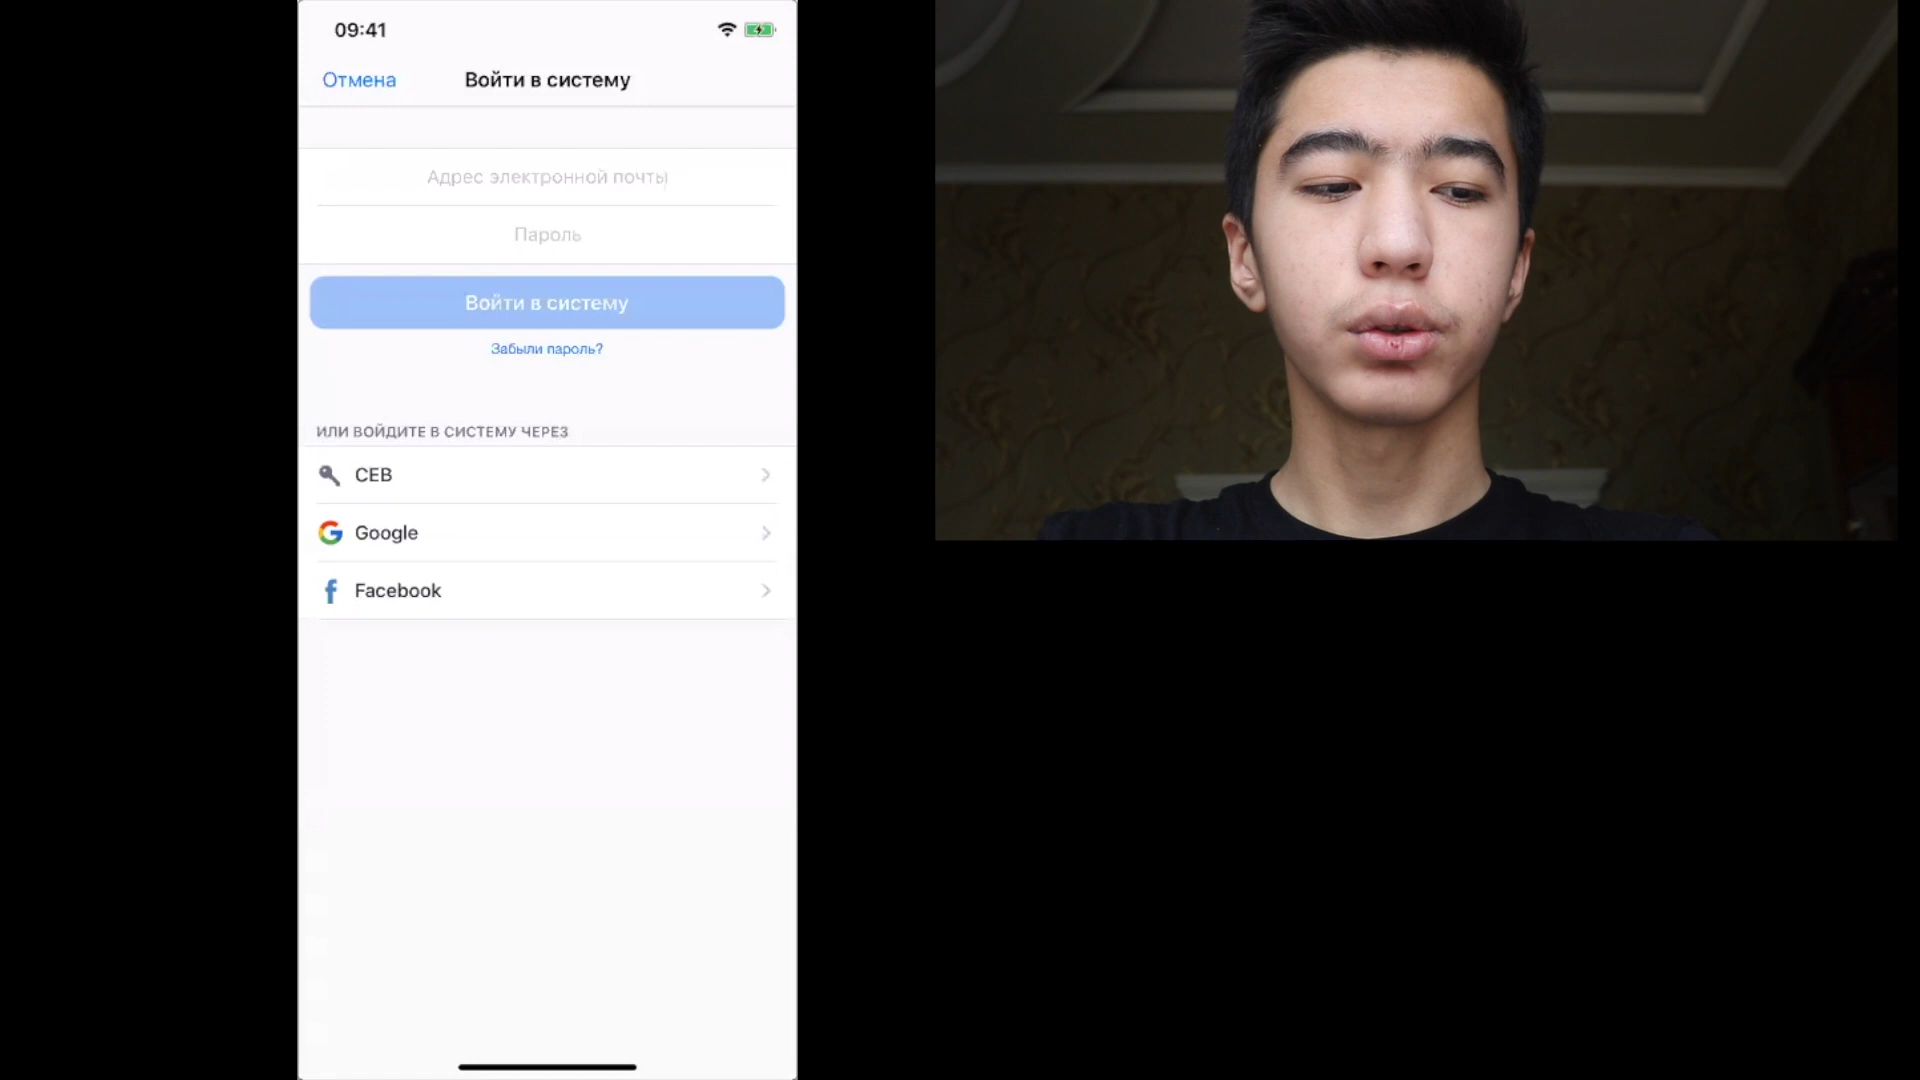 09:41
Отмена
Войти в систему
Адрес электронной почты
Пароль
Войти в систему
Забыли пароль?
ИЛИ ВОЙДИТЕ В СИСТЕМУ ЧЕРЕЗ
СЕВ
Google
Facebook